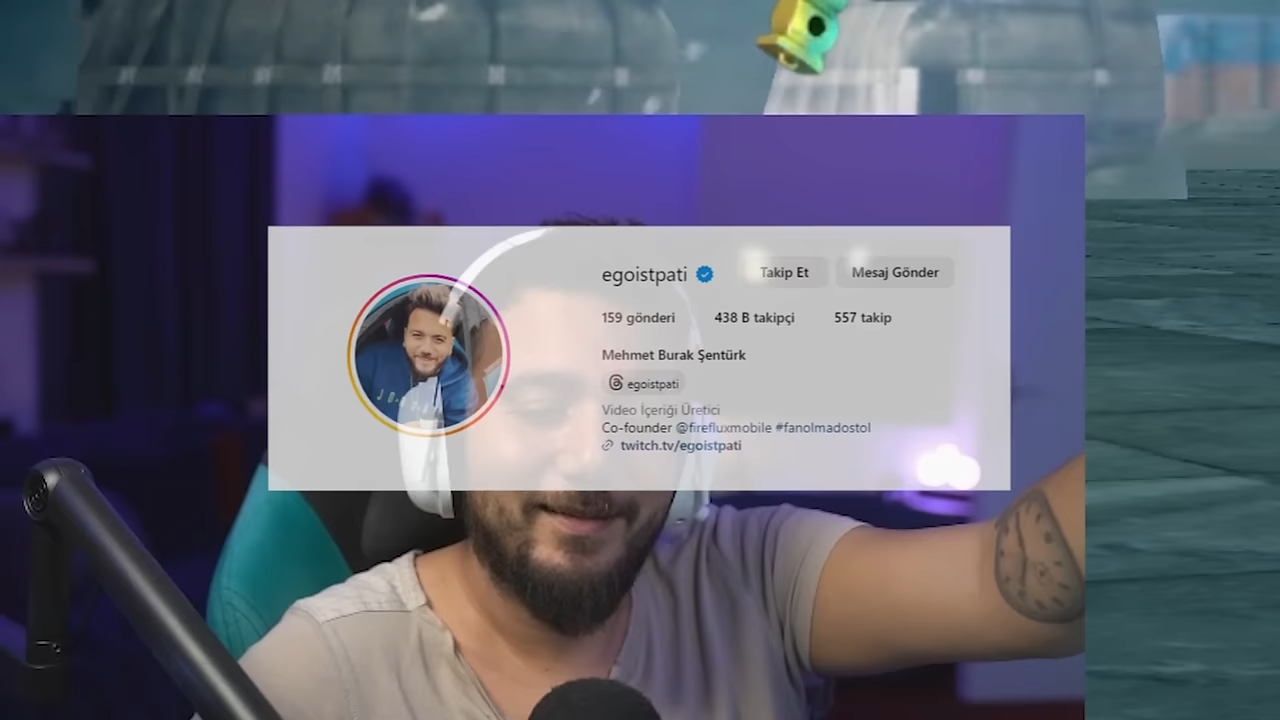 egoistpati Takip Et Mesaj Gönder
159 gönderi 438 B takipçi 557 takip
Mehmet Burak Şentürk
egoistpati
Video İçeriği Üretici
Co-founder @firefluxmobile #fanolmadostol
twitch.tv/egoistpati